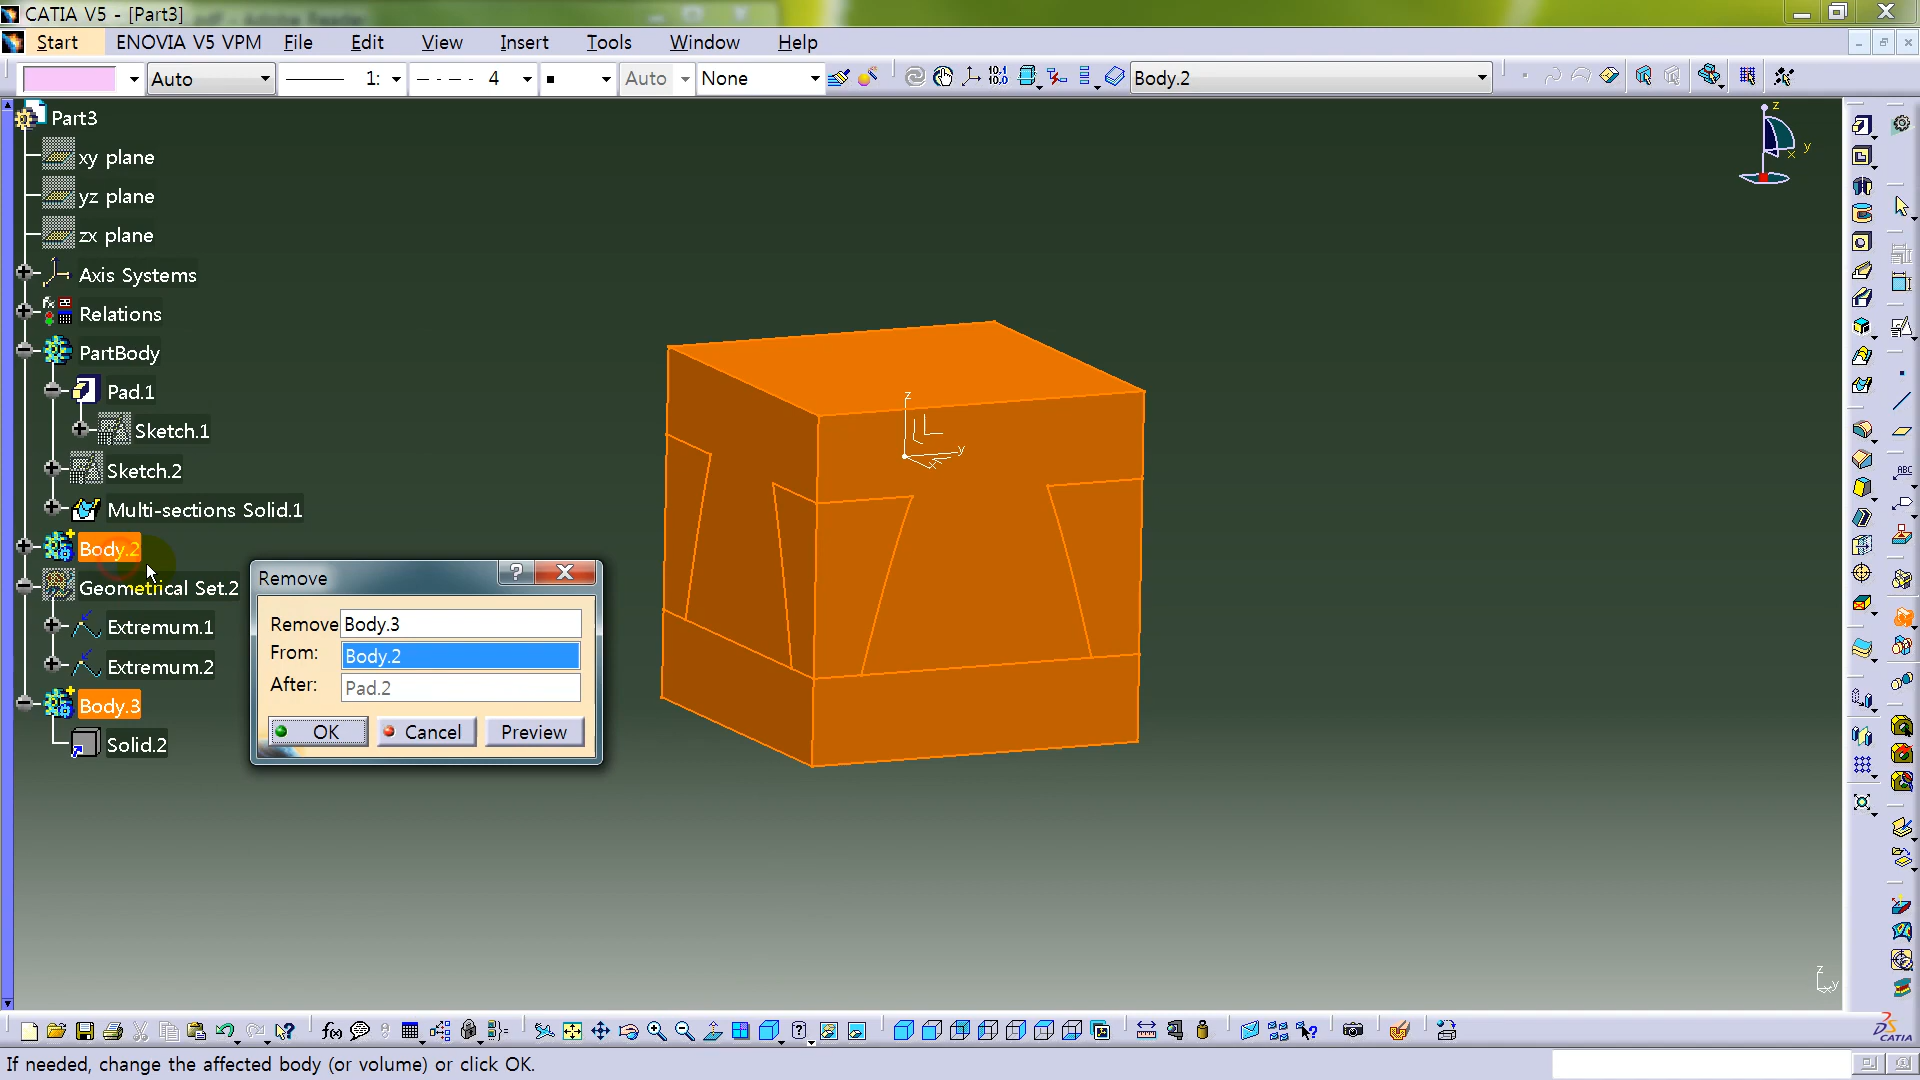 CATIA V5 - [Part3]
Start ENOVIA V5 VPM File Edit View Insert Tools Window Help
Auto 1: 4 Auto None Body.2
Part3
xy plane
yz plane
zx plane
Axis Systems
Relations
PartBody
Pad.1
Sketch.1
Sketch.2
Multi-sections Solid.1
Body.2
Geometrical Set.2
Extremum.1
Extremum.2
Body.3
Solid.2
Remove
Remove Body.3
From: Body.2
After: Pad.2
OK Cancel Preview
z
y
x
z
y
x
z
y
ABC
CATIA
If needed, change the affected body (or volume) or click OK.